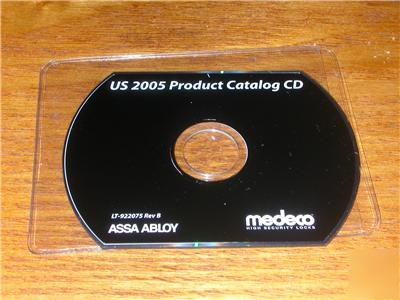 US 2005 Product Catalog CD
LT-922075 Rev B
ASSA ABLOY
medeco
HIGH SECURITY LOCKS